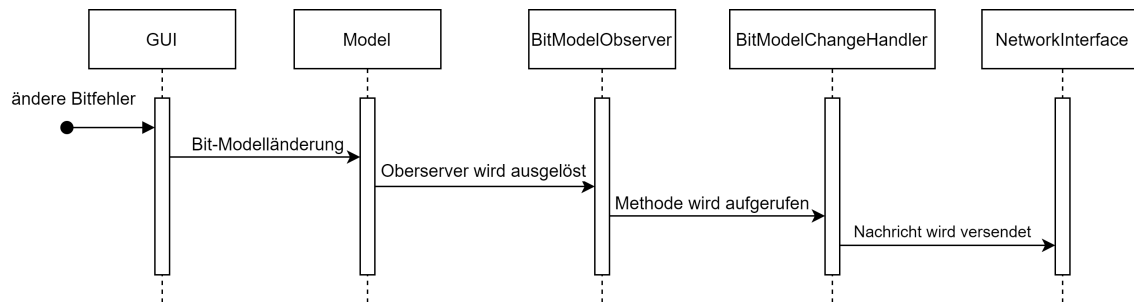 GUI
Model
BitModelObserver
BitModelChangeHandler
NetworkInterface
ändere Bitfehler
Bit-Modelländerung
Oberserver wird ausgelöst
Methode wird aufgerufen
Nachricht wird versendet